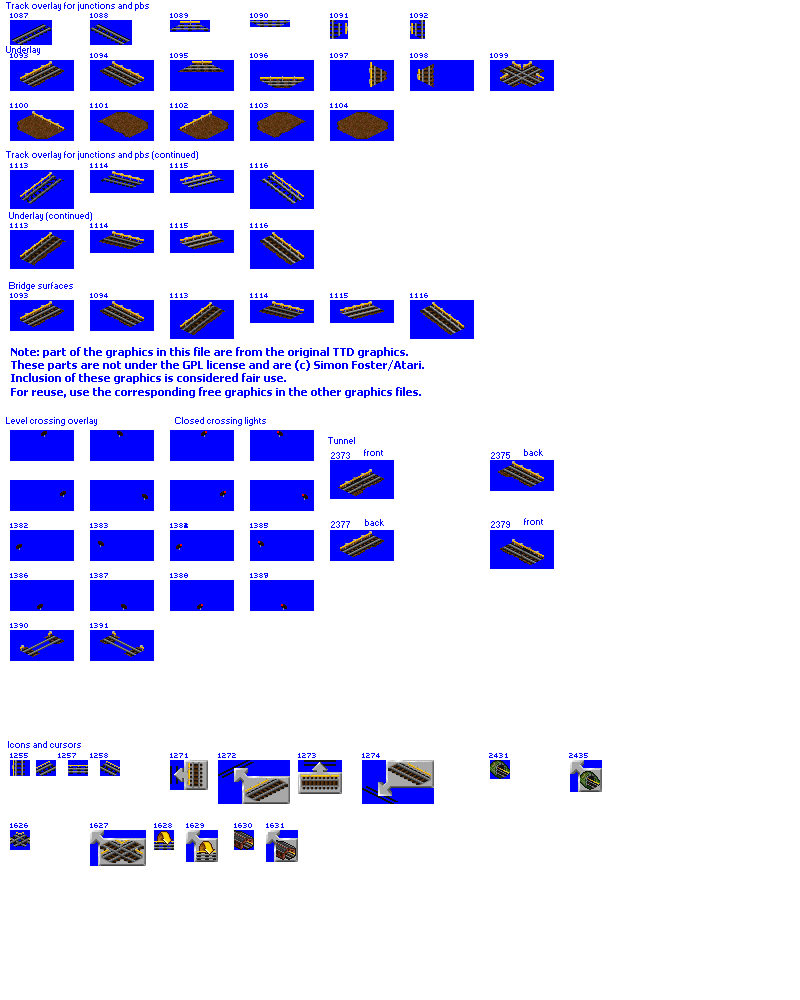 Track overlay for junctions and pbs
1087 1088 1089 1090 1091 1092
Underlay
1093 1094 1095 1096 1097 1098 1099
1100 1101 1102 1103 1104
Track overlay for junctions and pbs (continued)
1113 1114 1115 1116
Underlay (continued)
1113 1114 1115 1116
Bridge surfaces
1093 1094 1113 1114 1115 1116
Note: part of the graphics in this file are from the original TTD graphics.
These parts are not under the GPL license and are (c) Simon Foster/Atari.
Inclusion of these graphics is considered fair use.
For reuse, use the corresponding free graphics in the other graphics files.
Level crossing overlay Closed crossing lights
Tunnel
2373 front 2375 back
1382 1383 1385
2377 back 2379 front
1386 1387
1390 1391
Icons and cursors
1255 1257 1258 1271 1272 1273 1274 2431 2435
1626 1627 1628 1629 1630 1631